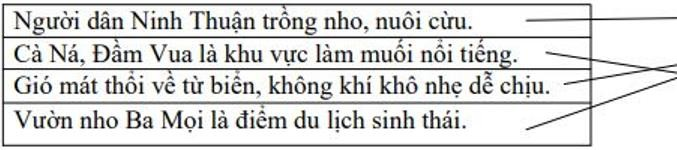 Người dân Ninh Thuận trồng nho, nuôi cừu.
Cà Ná, Đầm Vua là khu vực làm muối nổi tiếng.
Gió mát thổi về từ biển, không khí khô nhẹ dễ chịu.
Vườn nho Ba Mọi là điểm du lịch sinh thái.